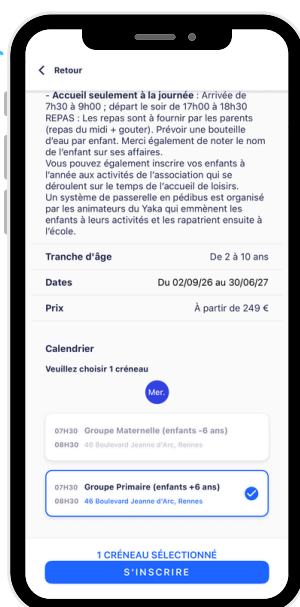 Retour
- Accueil seulement à la journée : Arrivée de
7h30 à 9h00 ; départ le soir de 17h00 à 18h30
REPAS : Les repas sont à fournir par les parents
(repas du midi + gouter). Prévoir une bouteille
d'eau par enfant. Merci également de noter le nom
de l'enfant sur ses affaires.
Vous pouvez également inscrire vos enfants à
l'année aux activités de l'association qui se
déroulent sur le temps de l'accueil de loisirs.
Un système de passerelle en pédibus est organisé
par les animateurs du Yaka qui emmènent les
enfants à leurs activités et les rapatrient ensuite à
l'école.
Tranche d'âge De 2 à 10 ans
Dates Du 02/09/26 au 30/06/27
Prix À partir de 249 €
Calendrier
Veuillez choisir 1 créneau
Mer.
07H30 Groupe Maternelle (enfants -6 ans)
08H30 46 Boulevard Jeanne d'Arc, Rennes
07H30 Groupe Primaire (enfants +6 ans)
08H30 46 Boulevard Jeanne d'Arc, Rennes
1 CRÉNEAU SÉLECTIONNÉ
S'INSCRIRE